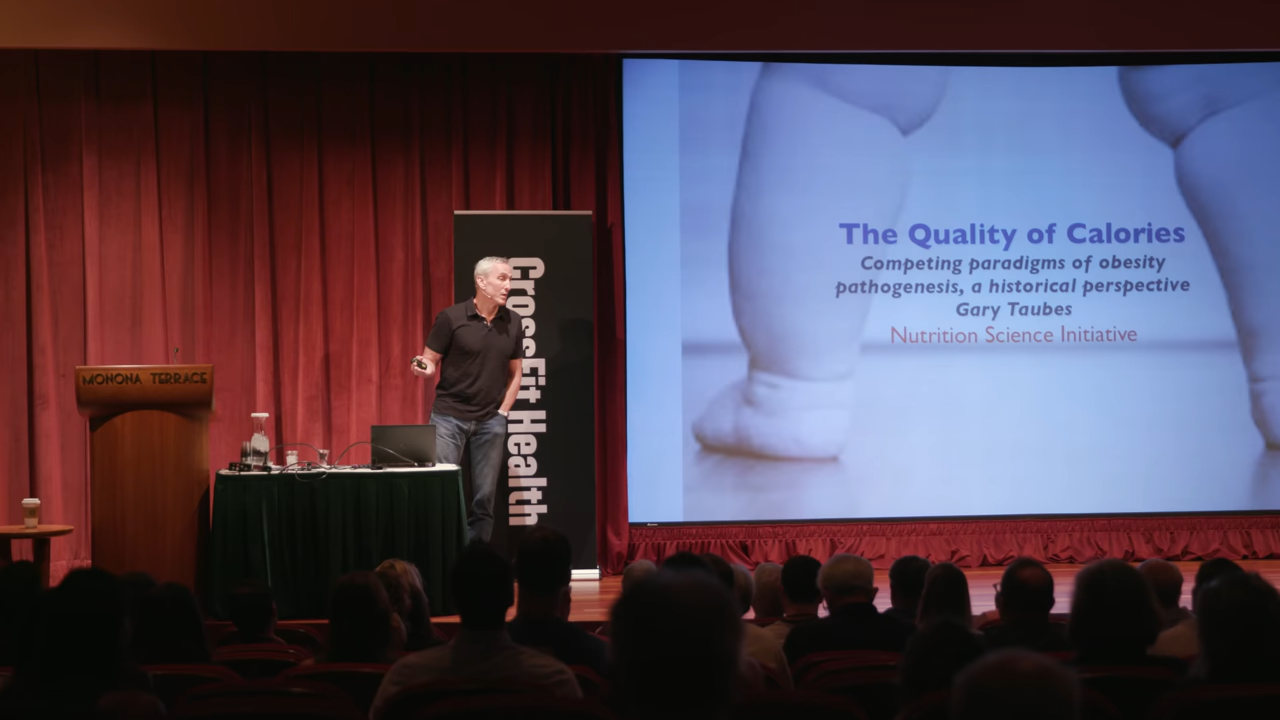 MONONA TERRACE
CrossFit Health
The Quality of Calories
Competing paradigms of obesity
pathogenesis, a historical perspective
Gary Taubes
Nutrition Science Initiative